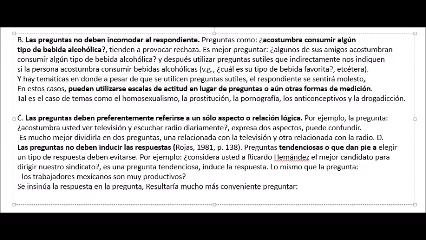 B. Las preguntas no deben incomodar al respondiente. Preguntas como: ¿acostumbra consumir algún
tipo de bebida alcohólica?, tienden a provocar rechaza. Es mejor preguntar: ¿algunos de sus amigos acostumbran
consumir algún tipo de bebida alcohólica? y después utilizar preguntas sutiles que indirectamente nos indiquen
si la persona acostumbra consumir bebidas alcohólicas (v.g., ¿cuál es su tipo de bebida favorita?, etcétera).
Y hay temáticas en donde a pesar de que se utilicen preguntas sutiles, el respondiente se sentirá molesto,
En estos casos, pueden utilizarse escalas de actitud en lugar de preguntas o aún otras formas de medición.
Tal es el caso de temas como el homosexualismo, la prostitución, la pornografía, los anticonceptivos y la drogadicción.
C. Las preguntas deben preferentemente referirse a un sólo aspecto o relación lógica. Por ejemplo, la pregunta:
¿acostumbra usted ver televisión y escuchar radio diariamente?, expresa dos aspectos, puede confundir.
Es mucho mejor dividirla en dos preguntas, una relacionada con la televisión y otra relacionada con la radio. D.
Las preguntas no deben inducir las respuestas (Rojas, 1981, p. 138). Preguntas tendenciosas o que dan pie a elegir
un tipo de respuesta deben evitarse. Por ejemplo: ¿considera usted a Ricardo Hernández el mejor candidato para
dirigir nuestro sindicato?, es una pregunta tendenciosa, induce la respuesta. Lo mismo que la pregunta:
los trabajadores mexicanos son muy productivos?
Se insinúa la respuesta en la pregunta, Resultaría mucho más conveniente preguntar: